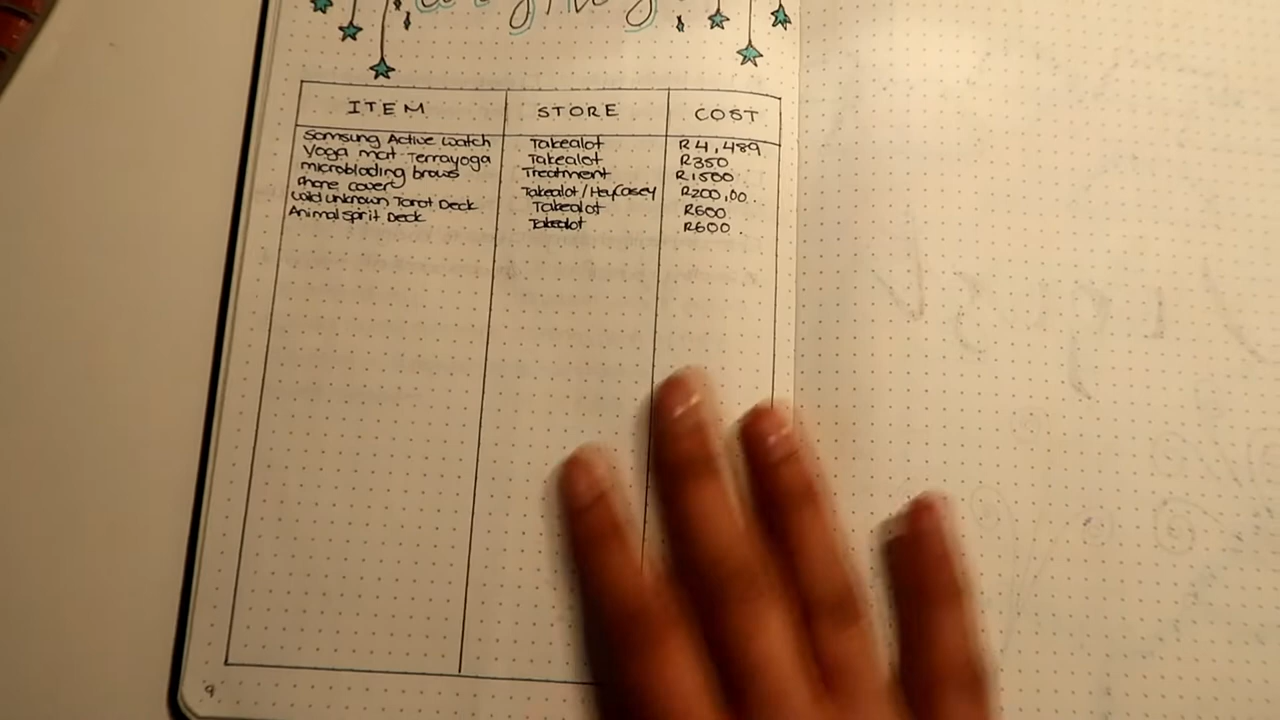 ITEM STORE COST
Samsung Active watch Takealot R4,489
Yoga mat Terrayoga Takealot R350
microblading brows Treatment R1500
Phone cover Takealot/HeyCasey R200,00.
Wild unknown Tarot Deck Takealot R600
Animal Spirit Deck Takealot R600.
9